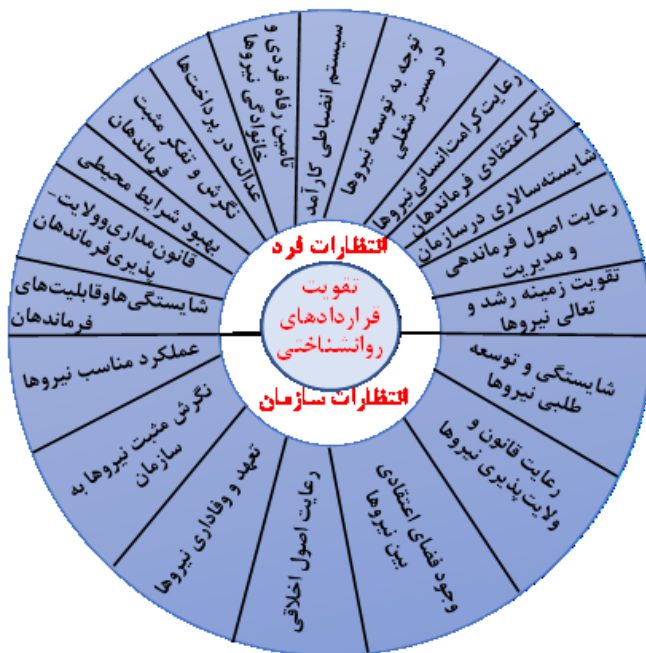 انتظارات فرد
تقویت
قراردادهای
روانشناختی
انتظارات سازمان
شایستگی‌ها و قابلیت‌های
فرماندهان
قانون‌مداری و ولایت‌_
پذیری فرماندهان
بهبود شرایط محیطی
نگرش و تفکر مثبت
فرماندهان
عدالت در پرداخت‌ها
تامین رفاه فردی و
خانوادگی نیروها
سیستم انضباطی کارآمد
توجه به توسعه نیروها
در مسیر شغلی
رعایت کرامت انسانی نیروها
تفکر اعتقادی فرماندهان
شایسته‌سالاری در سازمان
رعایت اصول فرماندهی
و مدیریت
تقویت زمینه رشد و
تعالی نیروها
شایستگی و توسعه
طلبی نیروها
رعایت قانون و
ولایت‌پذیری نیروها
وجود فضای اعتقادی
بین نیروها
رعایت اصول اخلاقی
تعهد و وفاداری نیروها
نگرش مثبت نیروها به
سازمان
عملکرد مناسب نیروها